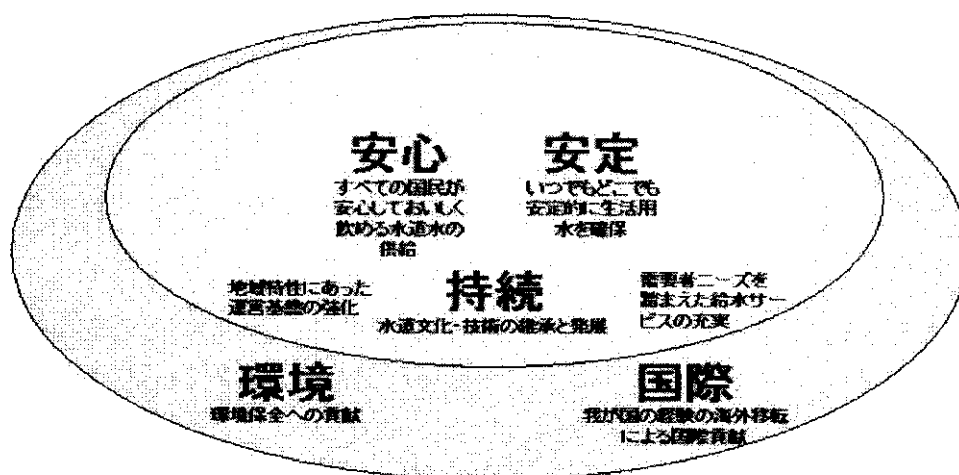 安心
すべての国民が
安心しておいしく
飲める水道水の
供給
安定
いつでもどこでも
安定的に生活用
水を確保
地域特性にあった
運営基盤の強化
持続
水道文化・技術の継承と発展
需要者ニーズを
踏まえた給水サー
ビスの充実
環境
環境保全への貢献
国際
我が国の経験の海外移転
による国際貢献